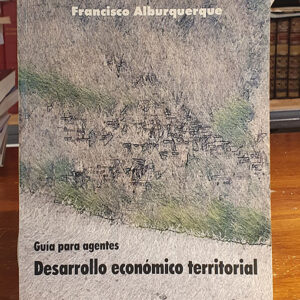 Francisco Alburquerque
Guía para agentes
Desarrollo económico territorial